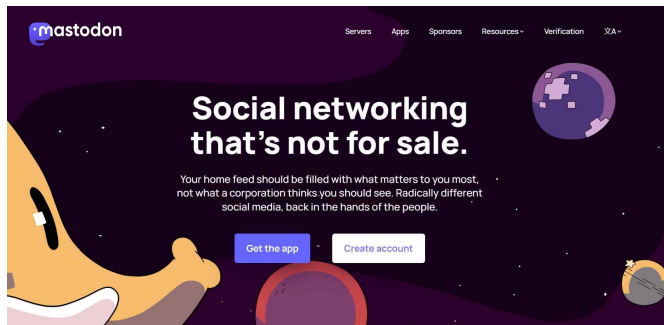 mastodon
Servers Apps Sponsors Resources Verification 文A
Social networking
that's not for sale.
Your home feed should be filled with what matters to you most,
not what a corporation thinks you should see. Radically different
social media, back in the hands of the people.
Get the app Create account